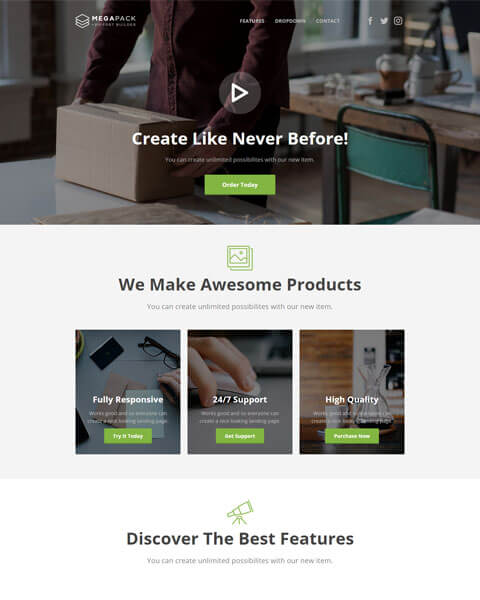 MEGAPACK
FEATURES DROPDOWN CONTACT
Create Like Never Before!
You can create unlimited possibilites with our new item.
Order Today
We Make Awesome Products
You can create unlimited possibilites with our new item.
Fully Responsive
Works good and so everyone can
create a nice looking landing page.
Try It Today
24/7 Support
Works good and so everyone can
create a nice looking landing page.
Get Support
High Quality
Works good and so everyone can
create a nice looking landing page.
Purchase Now
Discover The Best Features
You can create unlimited possibilites with our new item.